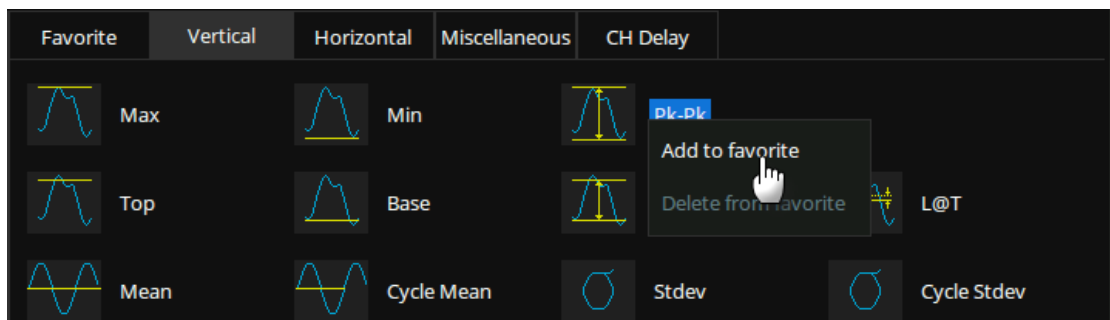 Favorite Vertical Horizontal Miscellaneous CH Delay
Max Min Pk-Pk
Add to favorite
Top Base Delete from favorite L@T
Mean Cycle Mean Stdev Cycle Stdev